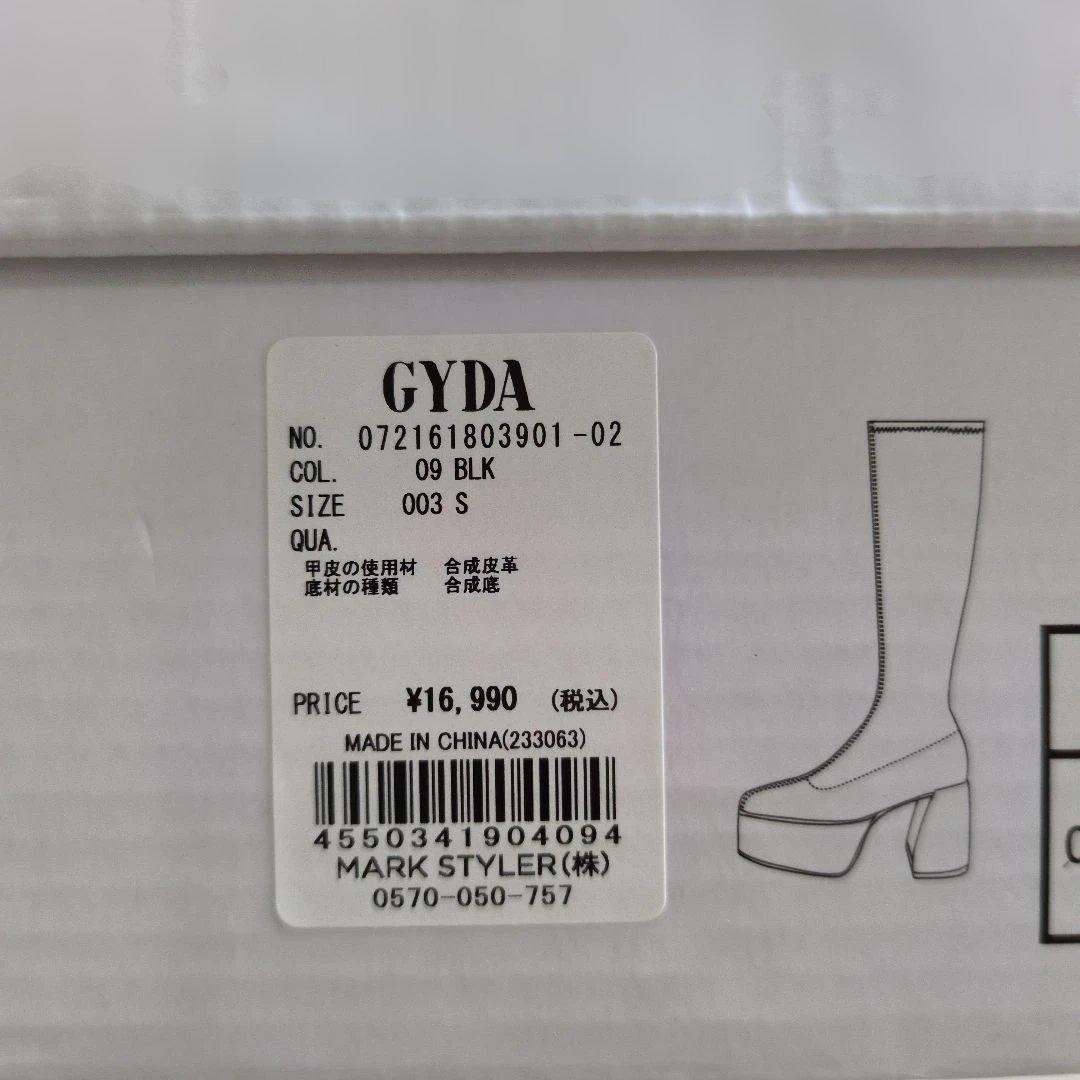 GYDA
NO. 072161803901-02
COL. 09 BLK
SIZE 003 S
QUA.
甲皮の使用材 合成皮革
底材の種類 合成底
PRICE ¥16,990 (税込)
MADE IN CHINA(233063)
4550341904094
MARK STYLER(株)
0570-050-757